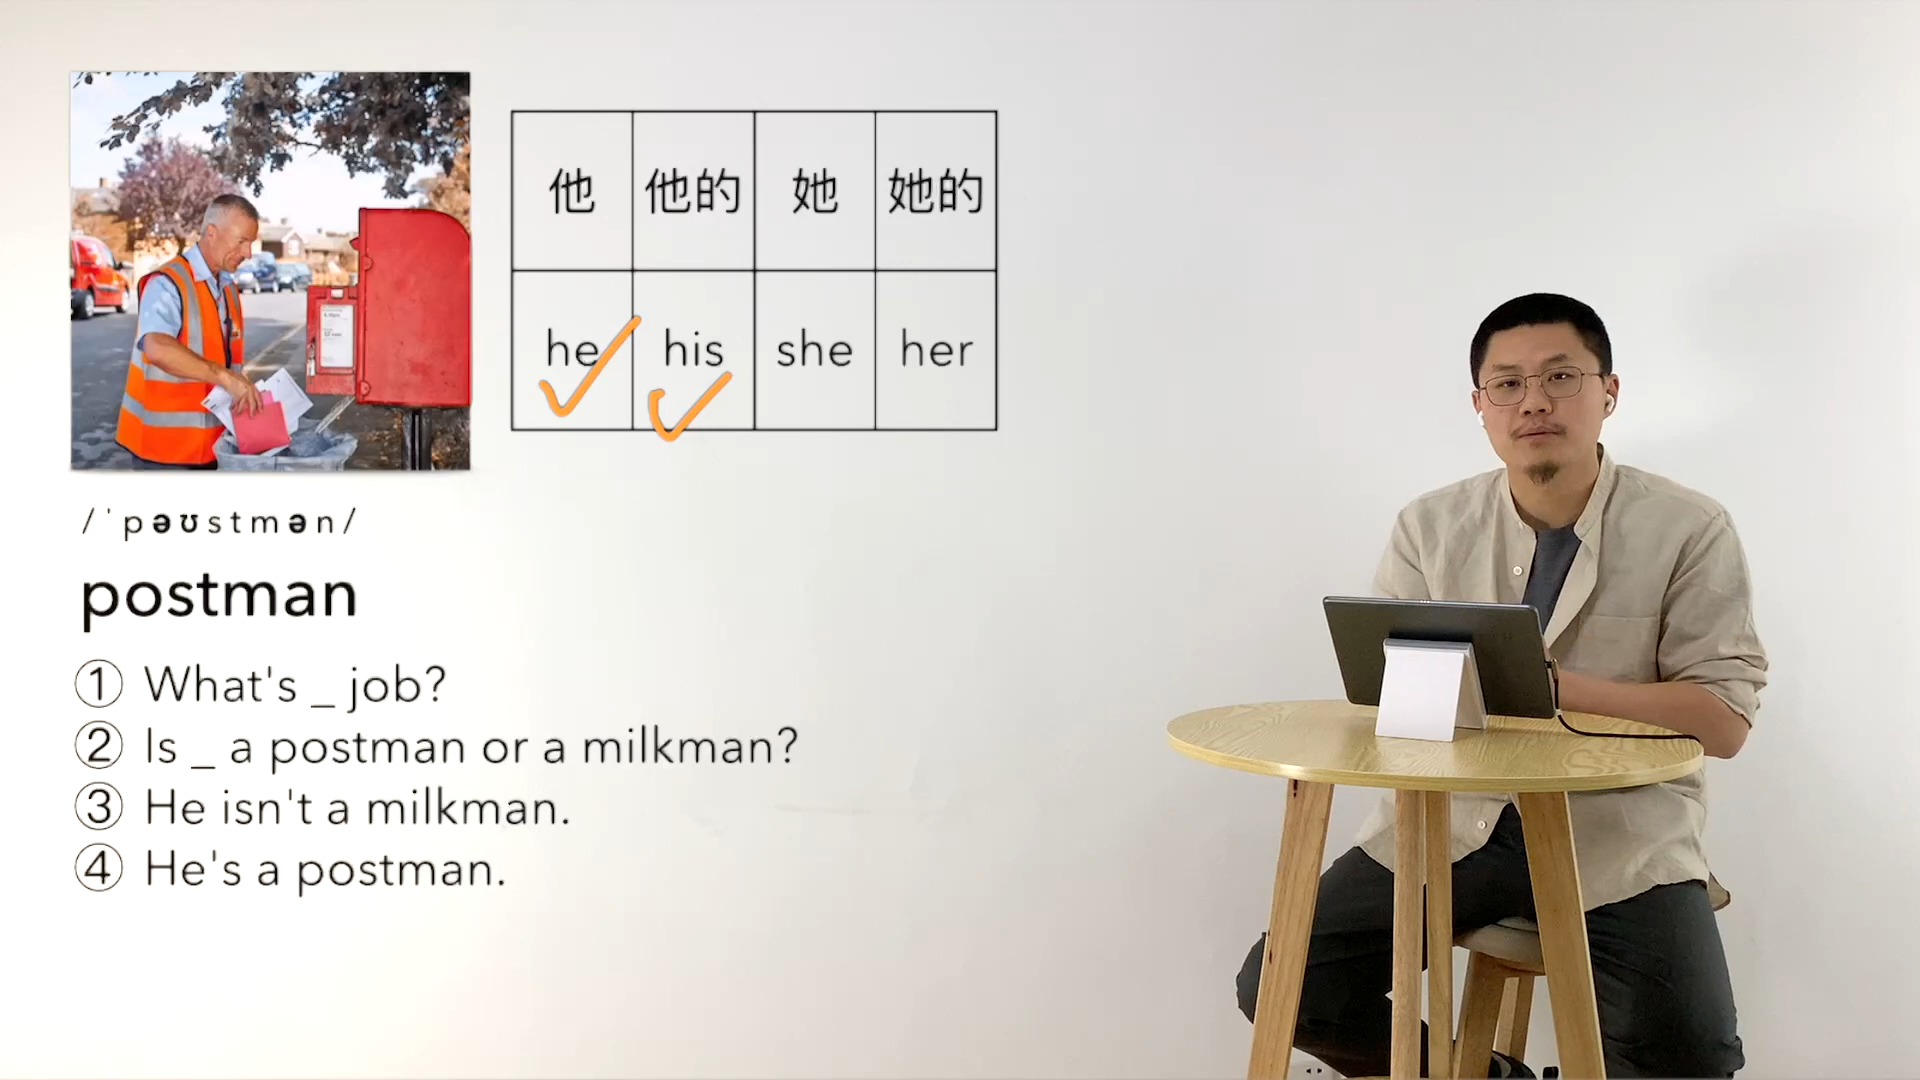 他 他的 她 她的
he his she her
/ˈpəʊstmən/
postman
① What's _ job?
② Is _ a postman or a milkman?
③ He isn't a milkman.
④ He's a postman.